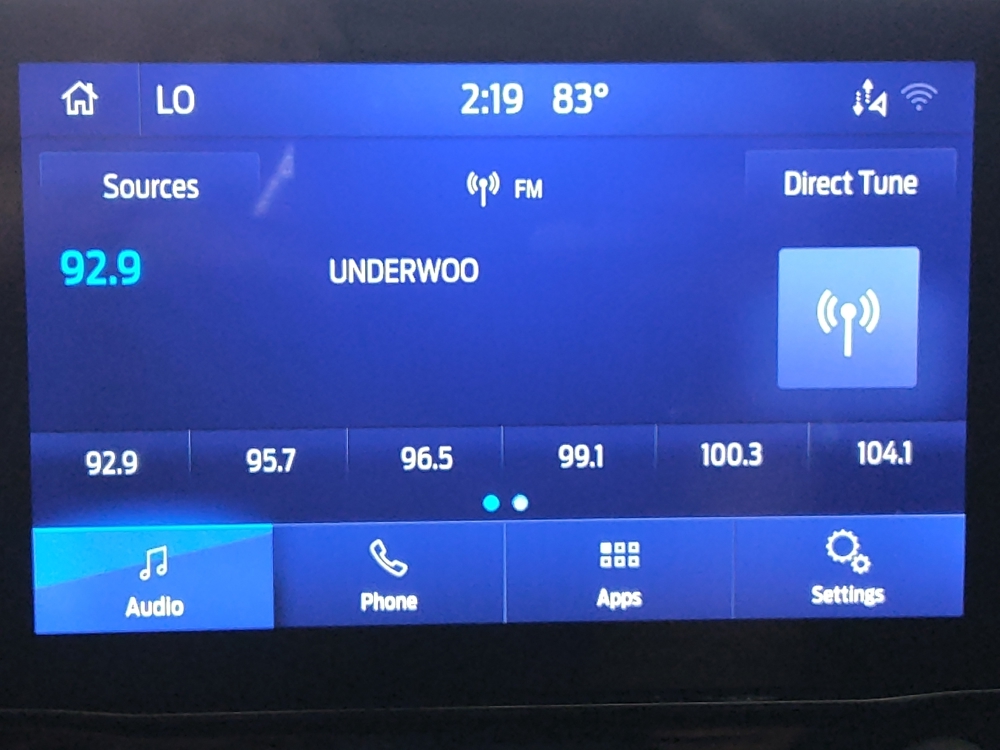 LO 2:19 83°
Sources FM Direct Tune
92.9 UNDERWOO
92.9 95.7 96.5 99.1 100.3 104.1
Audio Phone Apps Settings